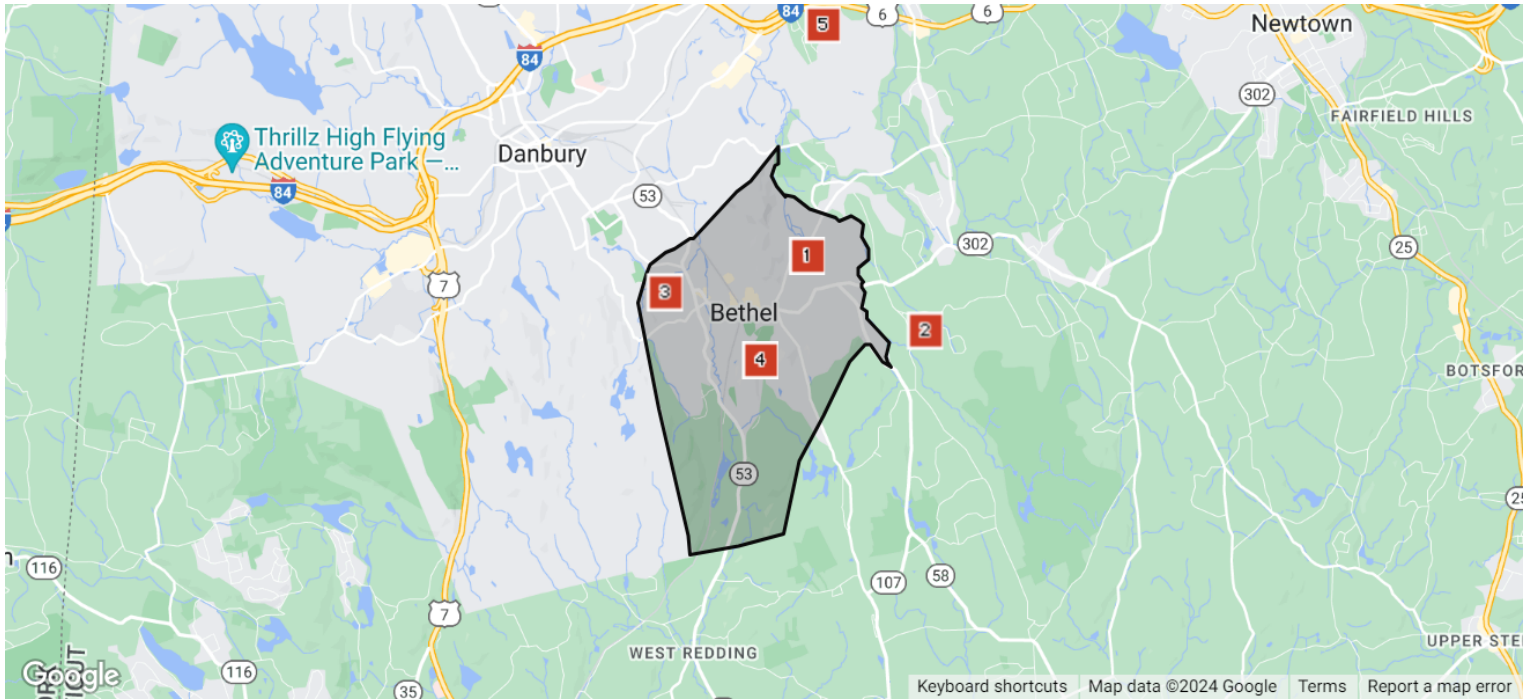 84
5
6
6
Newtown
84
302
FAIRFIELD HILLS
Thrillz High Flying
Adventure Park —...
Danbury
84
53
302
25
1
7
3
Bethel
2
4
BOTSFOR
53
25
116
107
58
7
UPPER STE
WEST REDDING
116
35
Google
Keyboard shortcuts
Map data ©2024 Google
Terms
Report a map error